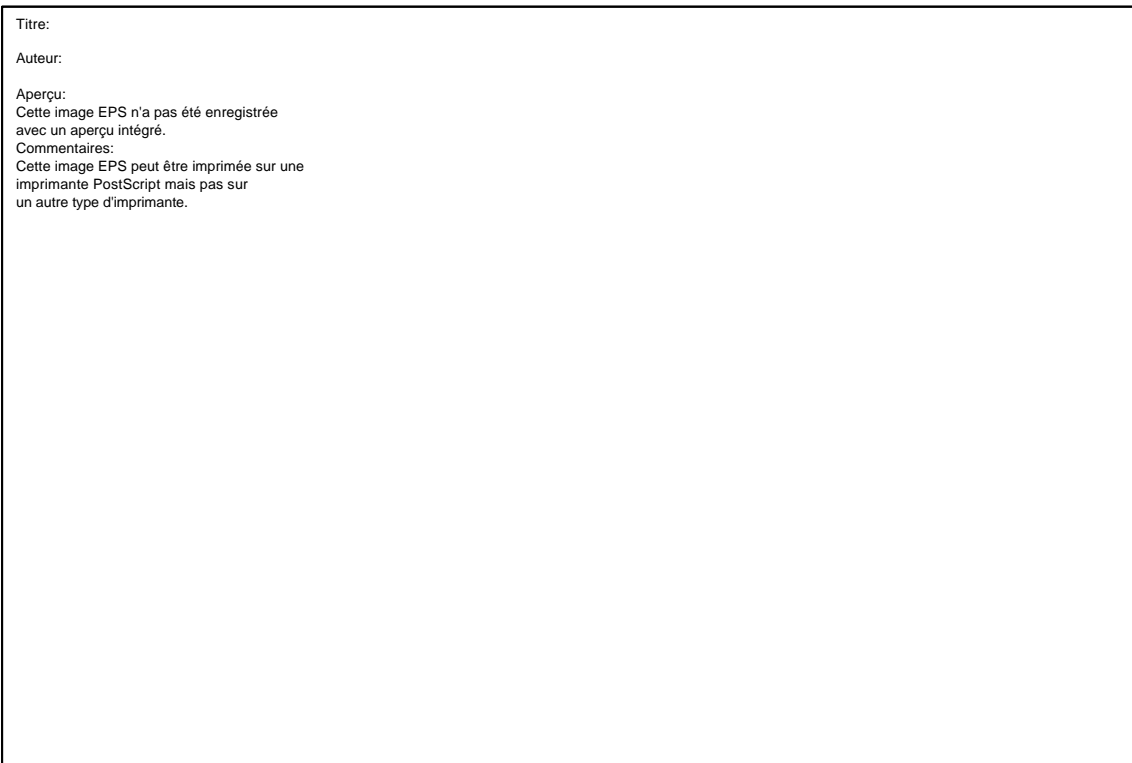 Titre:
Auteur:
Aperçu:
Cette image EPS n'a pas été enregistrée
avec un aperçu intégré.
Commentaires:
Cette image EPS peut être imprimée sur une
imprimante PostScript mais pas sur
un autre type d'imprimante.